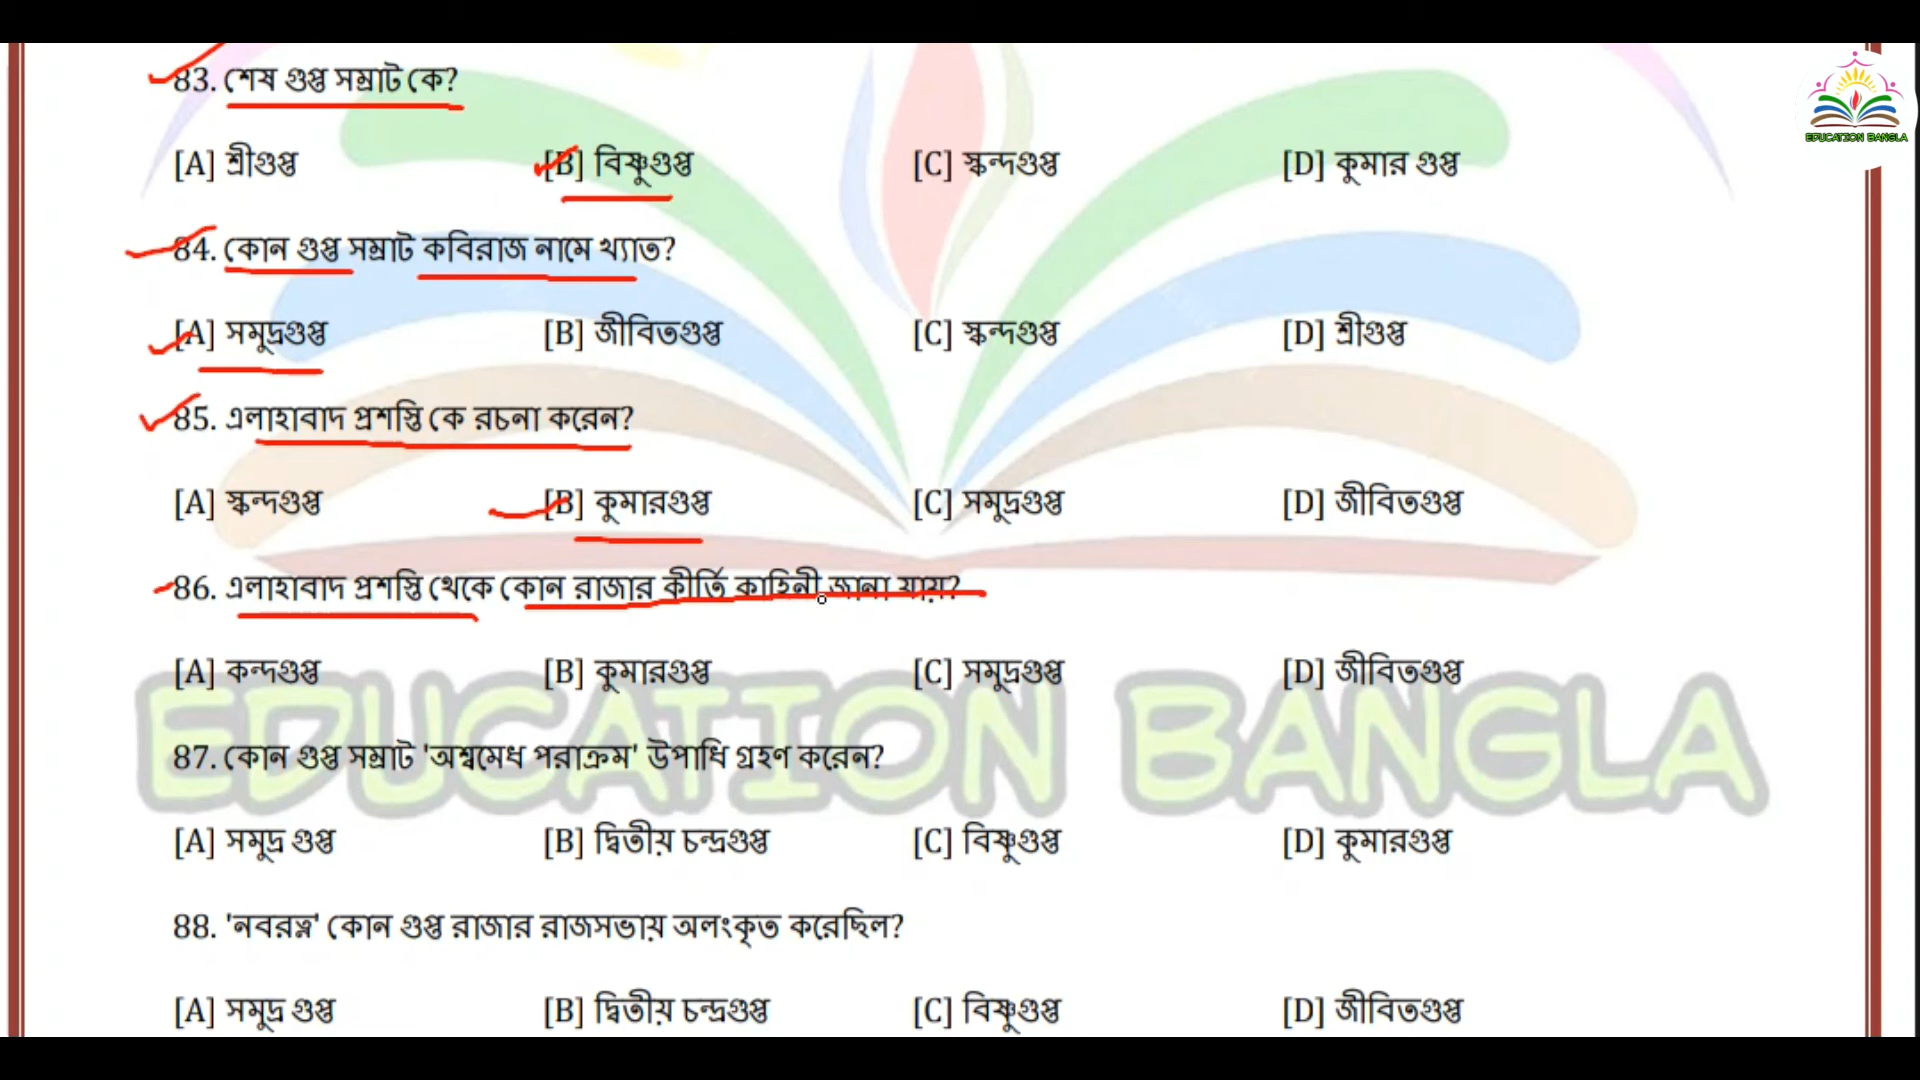 83. শেষ গুপ্ত সম্রাট কে?
[A] শ্রীগুপ্ত [B] বিষ্ণুগুপ্ত [C] স্কন্দগুপ্ত [D] কুমার গুপ্ত
84. কোন গুপ্ত সম্রাট কবিরাজ নামে খ্যাত?
[A] সমুদ্রগুপ্ত [B] জীবিতগুপ্ত [C] স্কন্দগুপ্ত [D] শ্রীগুপ্ত
85. এলাহাবাদ প্রশস্তি কে রচনা করেন?
[A] স্কন্দগুপ্ত [B] কুমারগুপ্ত [C] সমুদ্রগুপ্ত [D] জীবিতগুপ্ত
86. এলাহাবাদ প্রশস্তি থেকে কোন রাজার কীর্তি কাহিনী জানা যায়?
[A] কন্দগুপ্ত [B] কুমারগুপ্ত [C] সমুদ্রগুপ্ত [D] জীবিতগুপ্ত
87. কোন গুপ্ত সম্রাট 'অশ্বমেধ পরাক্রম' উপাধি গ্রহণ করেন?
[A] সমুদ্র গুপ্ত [B] দ্বিতীয় চন্দ্রগুপ্ত [C] বিষ্ণুগুপ্ত [D] কুমারগুপ্ত
88. 'নবরত্ন' কোন গুপ্ত রাজার রাজসভায় অলংকৃত করেছিল?
[A] সমুদ্র গুপ্ত [B] দ্বিতীয় চন্দ্রগুপ্ত [C] বিষ্ণুগুপ্ত [D] জীবিতগুপ্ত
EDUCATION BANGLA
EDUCATION BANGLA